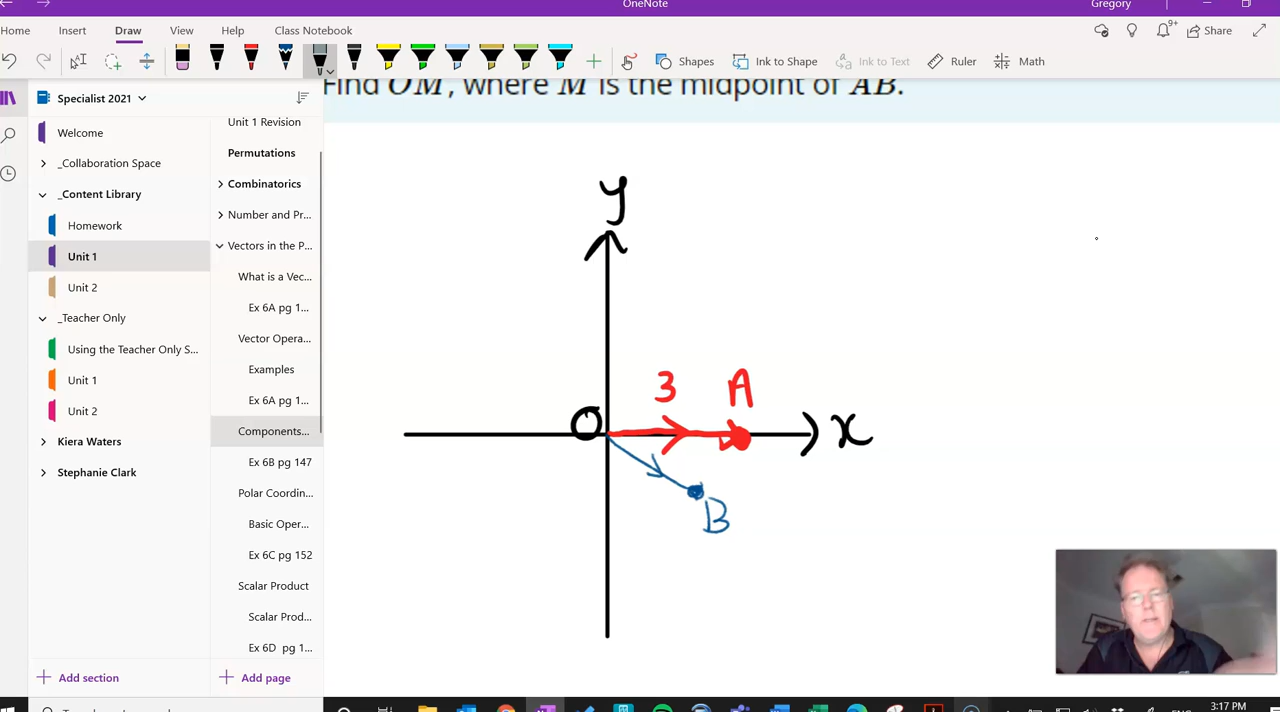 OneNote
Gregory
Home Insert Draw View Help Class Notebook
9+
Share
Shapes Ink to Shape Ink to Text Ruler Math
Find OM, where M is the midpoint of AB.
Specialist 2021
Welcome
_Collaboration Space
_Content Library
Homework
Unit 1
Unit 2
_Teacher Only
Using the Teacher Only S...
Unit 1
Unit 2
Kiera Waters
Stephanie Clark
Add section
Unit 1 Revision
Permutations
Combinatorics
Number and Pr...
Vectors in the P...
What is a Vec...
Ex 6A pg 1...
Vector Opera...
Examples
Ex 6A pg 1...
Components...
Ex 6B pg 147
Polar Coordin...
Basic Oper...
Ex 6C pg 152
Scalar Product
Scalar Prod...
Ex 6D pg 1...
Add page
y
3 A
O x
B
ENG
3:17 PM